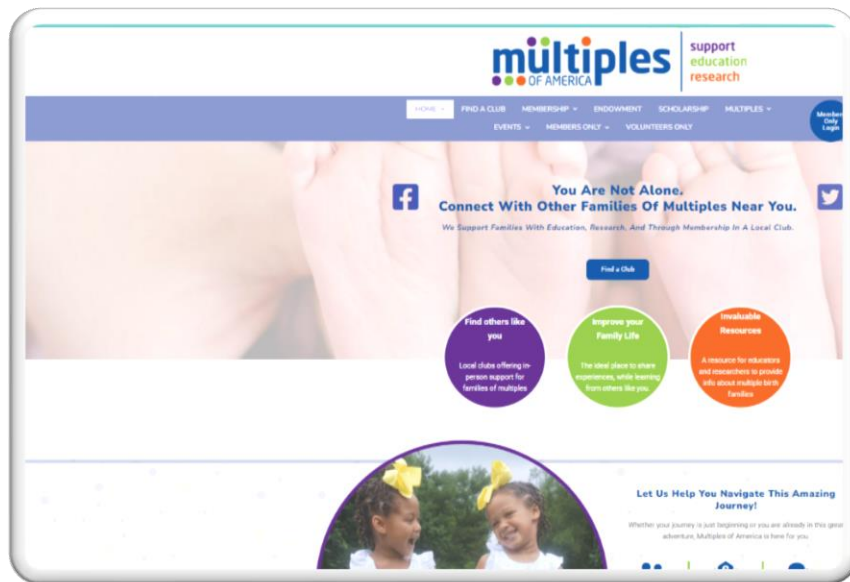 mültiples
OF AMERICA
support
education
research
HOME
FIND A CLUB
MEMBERSHIP
ENDOWMENT
SCHOLARSHIP
MULTIPLES
EVENTS
MEMBERS ONLY
VOLUNTEERS ONLY
Member
Only
Login
You Are Not Alone.
Connect With Other Families Of Multiples Near You.
We Support Families With Education, Research, And Through Membership In A Local Club.
Find a Club
Find others like
you
Local clubs offering in-
person support for
families of multiples
Improve your
Family Life
The ideal place to share
experiences, while learning
from others like you.
Invaluable
Resources
A resource for educators
and researchers to provide
info about multiple birth
families
Let Us Help You Navigate This Amazing
Journey!
Whether your journey is just beginning or you are already in this great
adventure, Multiples of America is here for you